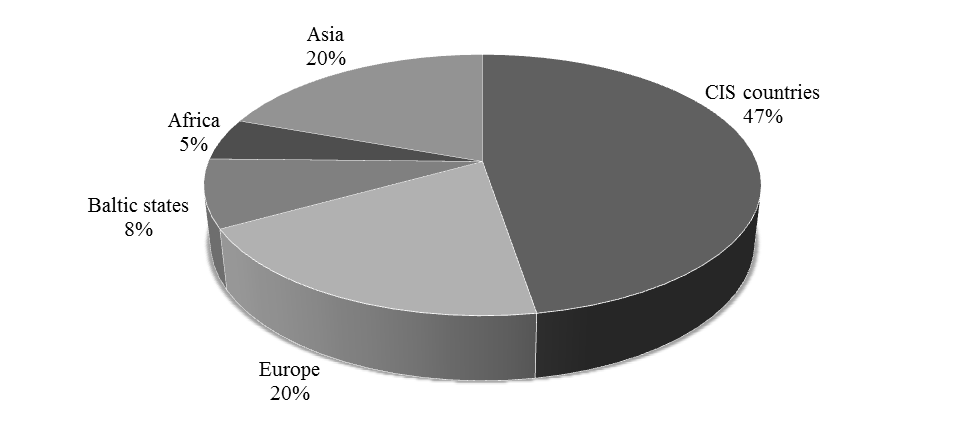 Asia
20%
CIS countries
47%
Africa
5%
Baltic states
8%
Europe
20%